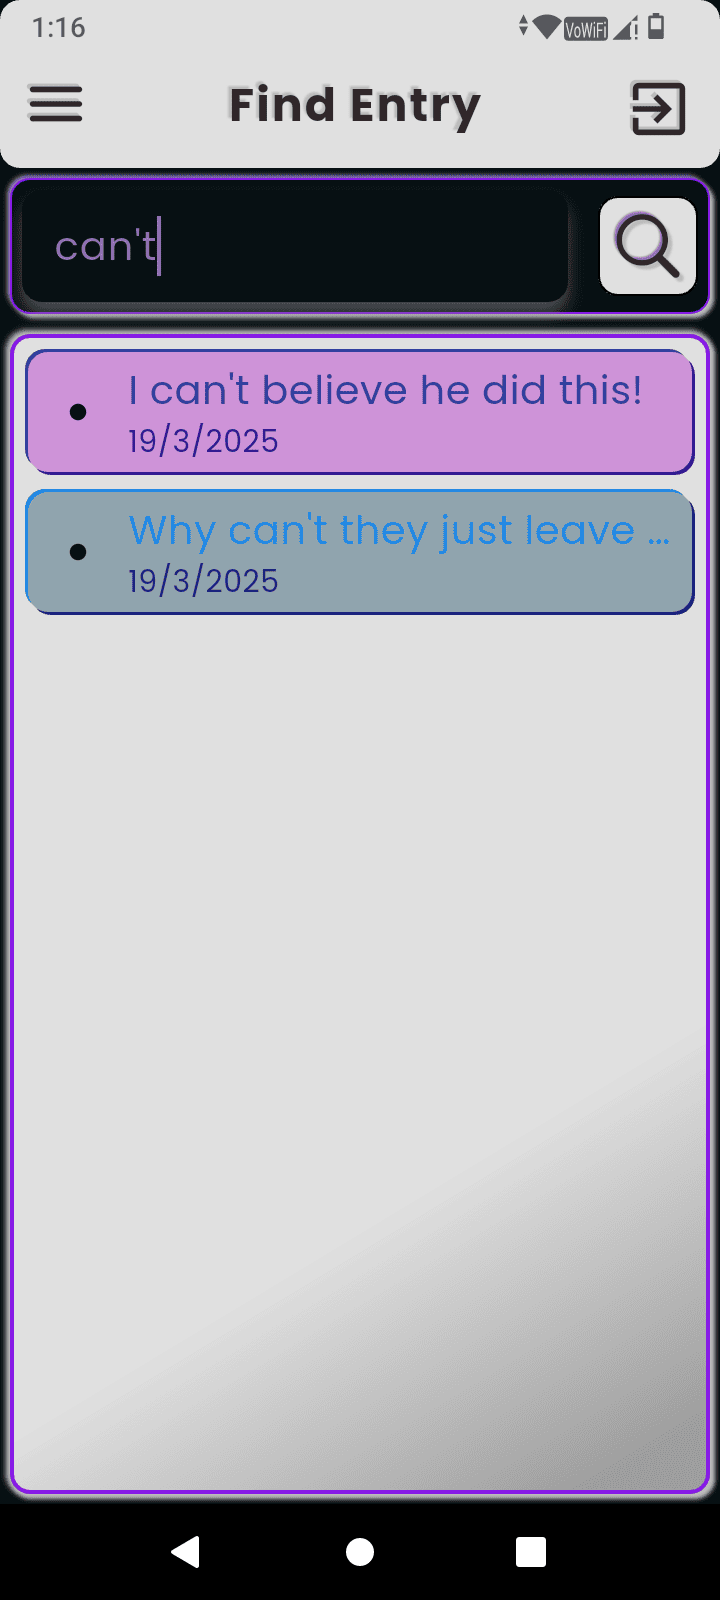 1:16
VoWiFi
Find Entry
can't
I can't believe he did this!
19/3/2025
Why can't they just leave ...
19/3/2025